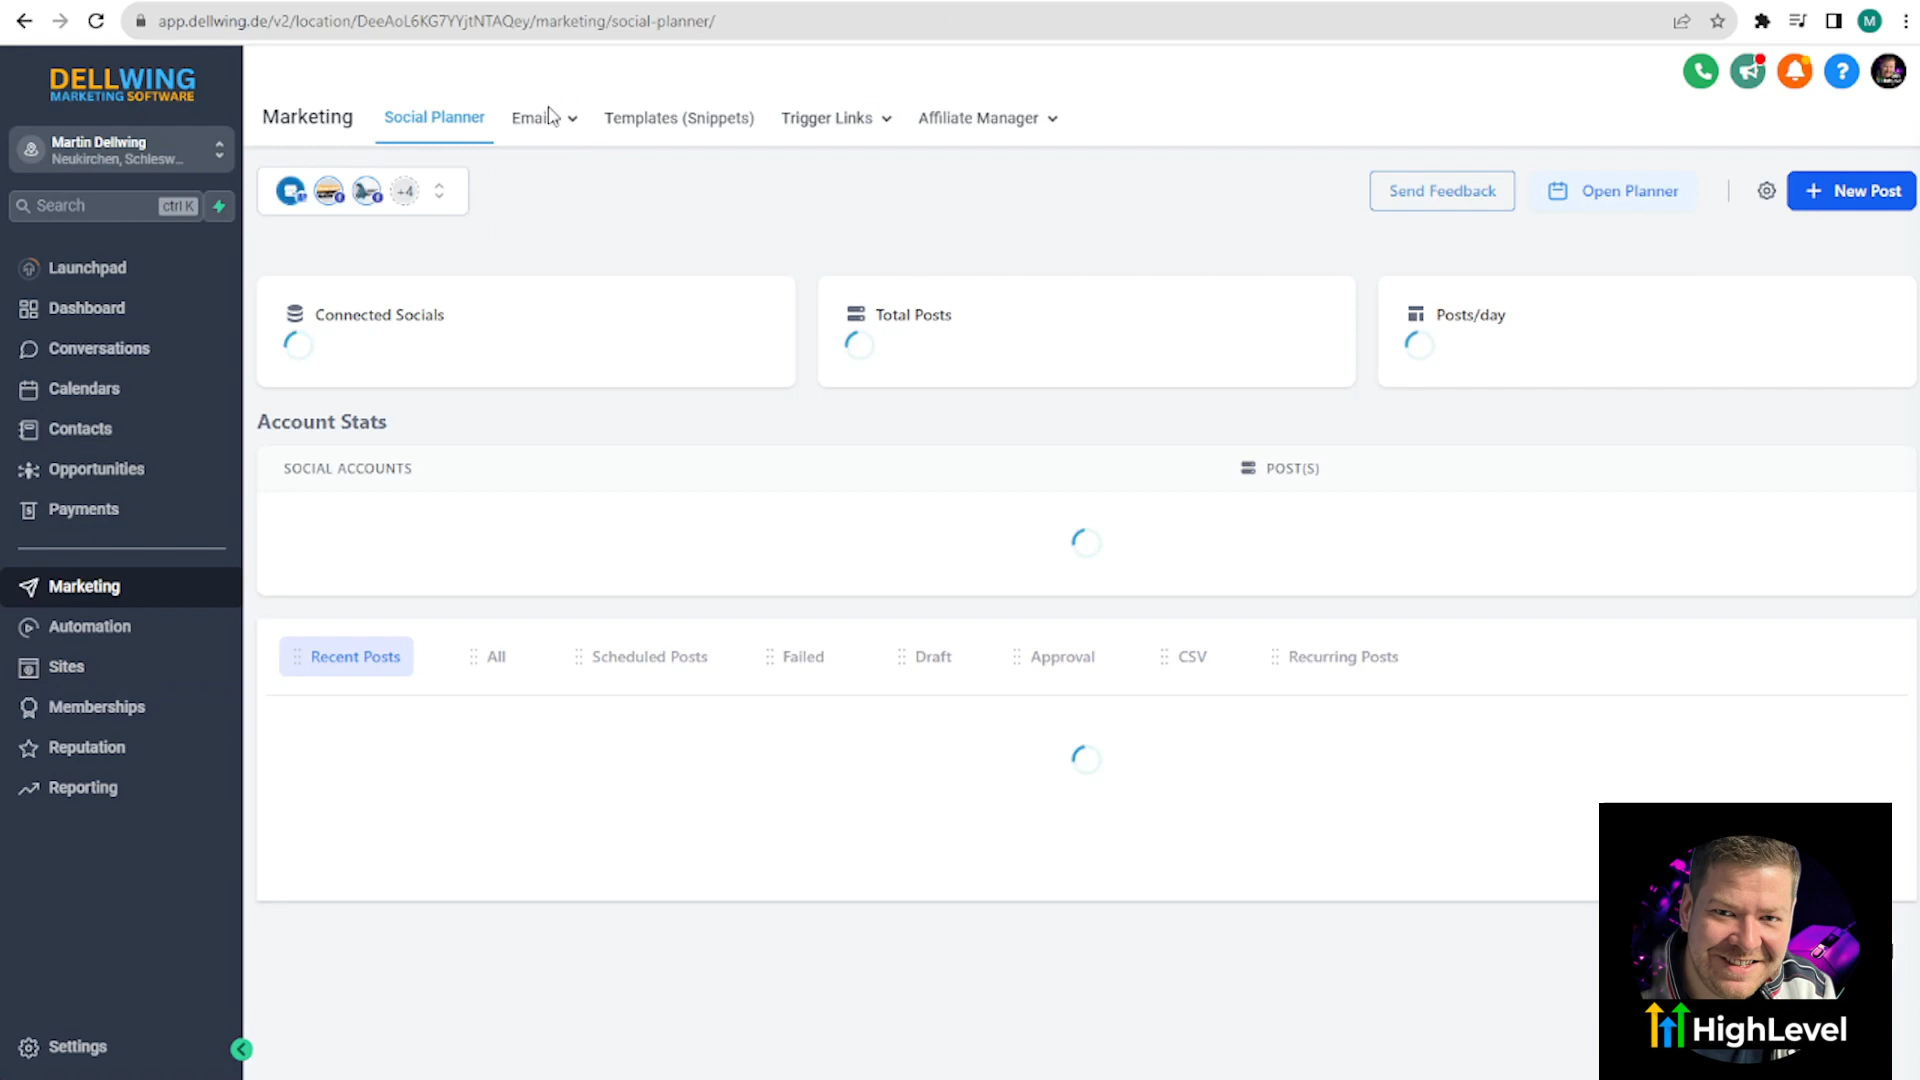 app.dellwing.de/v2/location/DeeAoL6KG7YYjtNTAQey/marketing/social-planner/
M
DELLWING
MARKETING SOFTWARE
Martin Dellwing
Neukirchen, Schlesw...
Search
ctrl K
Launchpad
Dashboard
Conversations
Calendars
Contacts
Opportunities
Payments
Marketing
Automation
Sites
Memberships
Reputation
Reporting
Settings
Marketing
Social Planner
Emails
Templates (Snippets)
Trigger Links
Affiliate Manager
+4
Send Feedback
Open Planner
+ New Post
Connected Socials
Total Posts
Posts/day
Account Stats
SOCIAL ACCOUNTS
POST(S)
Recent Posts
All
Scheduled Posts
Failed
Draft
Approval
CSV
Recurring Posts
HighLevel